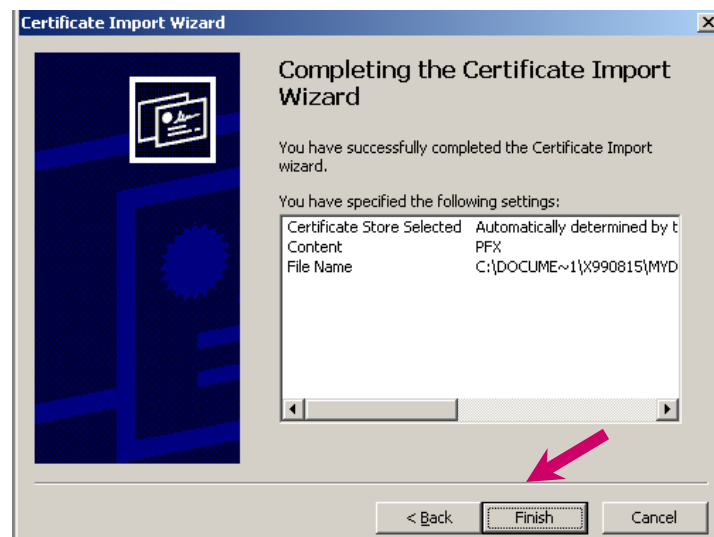 Certificate Import Wizard
Completing the Certificate Import
Wizard
You have successfully completed the Certificate Import
wizard.
You have specified the following settings:
Certificate Store Selected Automatically determined by t
Content PFX
File Name C:\DOCUME~1\X990815\MYD
< Back Finish Cancel